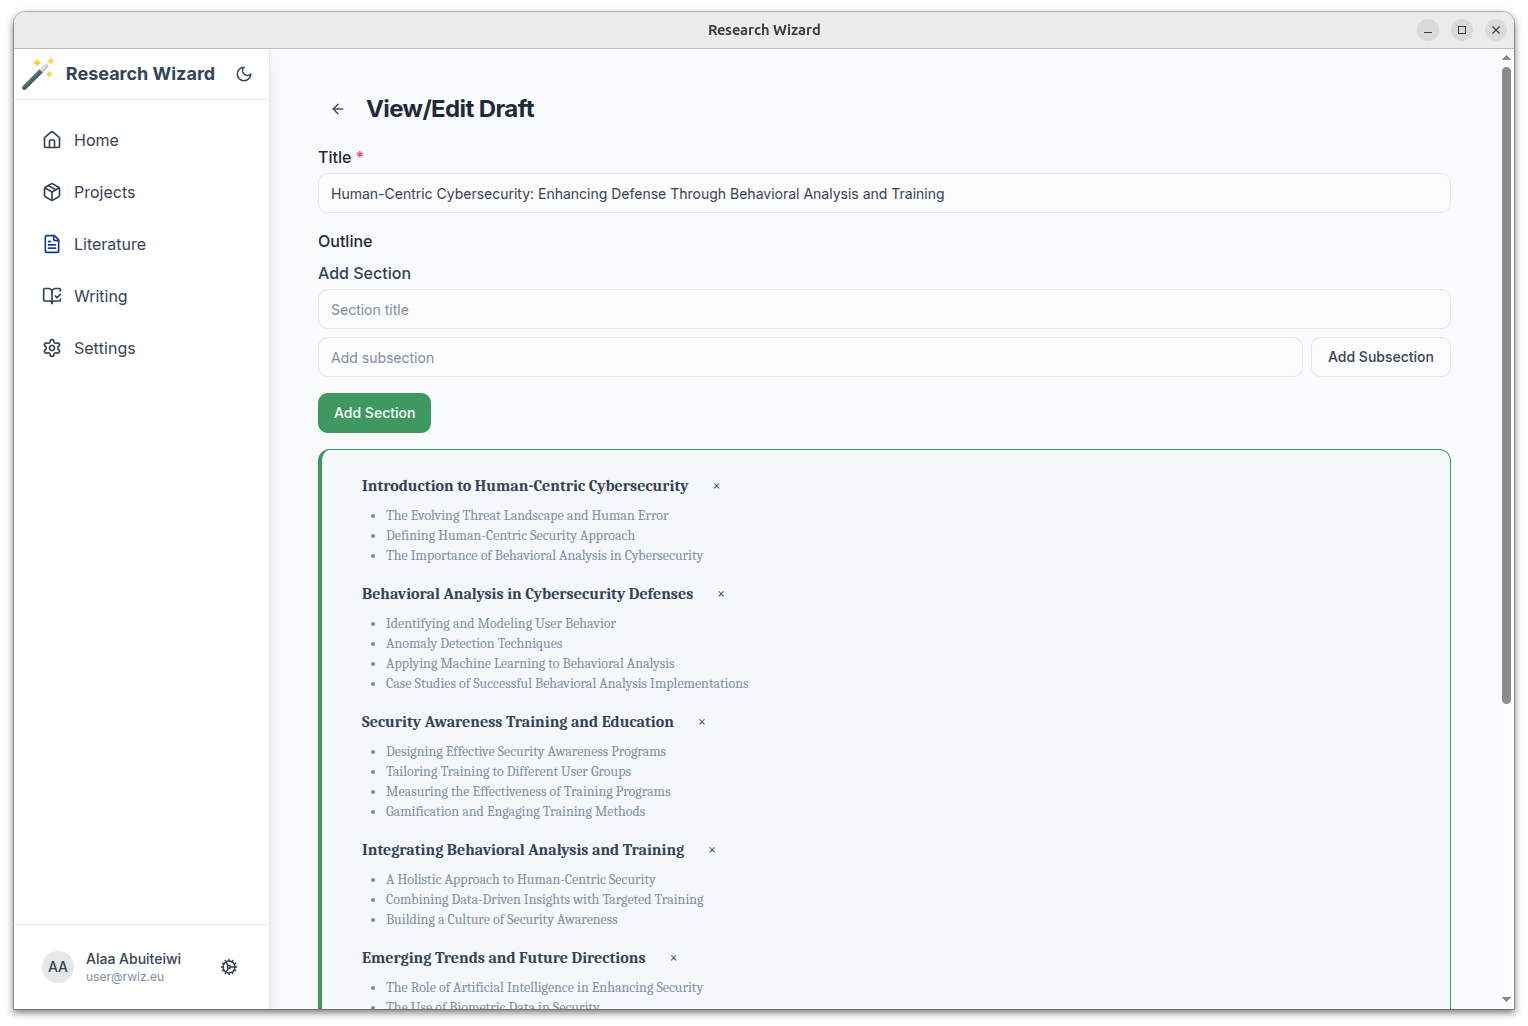 Research Wizard
Research Wizard
Home
Projects
Literature
Writing
Settings
AA
Alaa Abuiteiwi
user@rwiz.eu
View/Edit Draft
Title *
Human-Centric Cybersecurity: Enhancing Defense Through Behavioral Analysis and Training
Outline
Add Section
Section title
Add subsection
Add Subsection
Add Section
Introduction to Human-Centric Cybersecurity ×
• The Evolving Threat Landscape and Human Error
• Defining Human-Centric Security Approach
• The Importance of Behavioral Analysis in Cybersecurity
Behavioral Analysis in Cybersecurity Defenses ×
• Identifying and Modeling User Behavior
• Anomaly Detection Techniques
• Applying Machine Learning to Behavioral Analysis
• Case Studies of Successful Behavioral Analysis Implementations
Security Awareness Training and Education ×
• Designing Effective Security Awareness Programs
• Tailoring Training to Different User Groups
• Measuring the Effectiveness of Training Programs
• Gamification and Engaging Training Methods
Integrating Behavioral Analysis and Training ×
• A Holistic Approach to Human-Centric Security
• Combining Data-Driven Insights with Targeted Training
• Building a Culture of Security Awareness
Emerging Trends and Future Directions ×
• The Role of Artificial Intelligence in Enhancing Security
• The Use of Biometric Data in Security